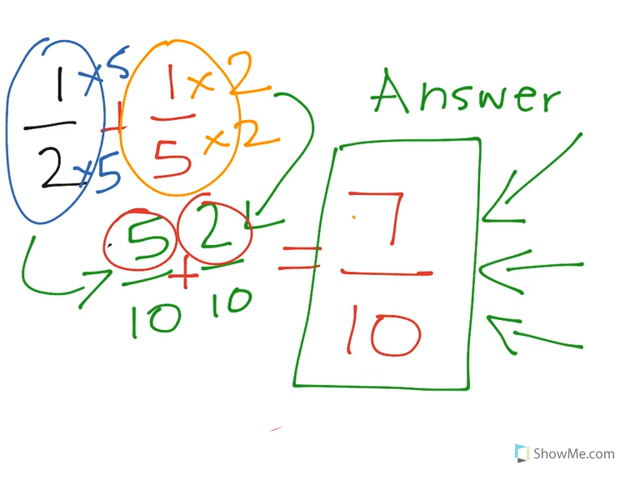 1/2 ×5 ×5 + 1/5 ×2 ×2
5/10 + 2/10 = 7/10
Answer
ShowMe.com